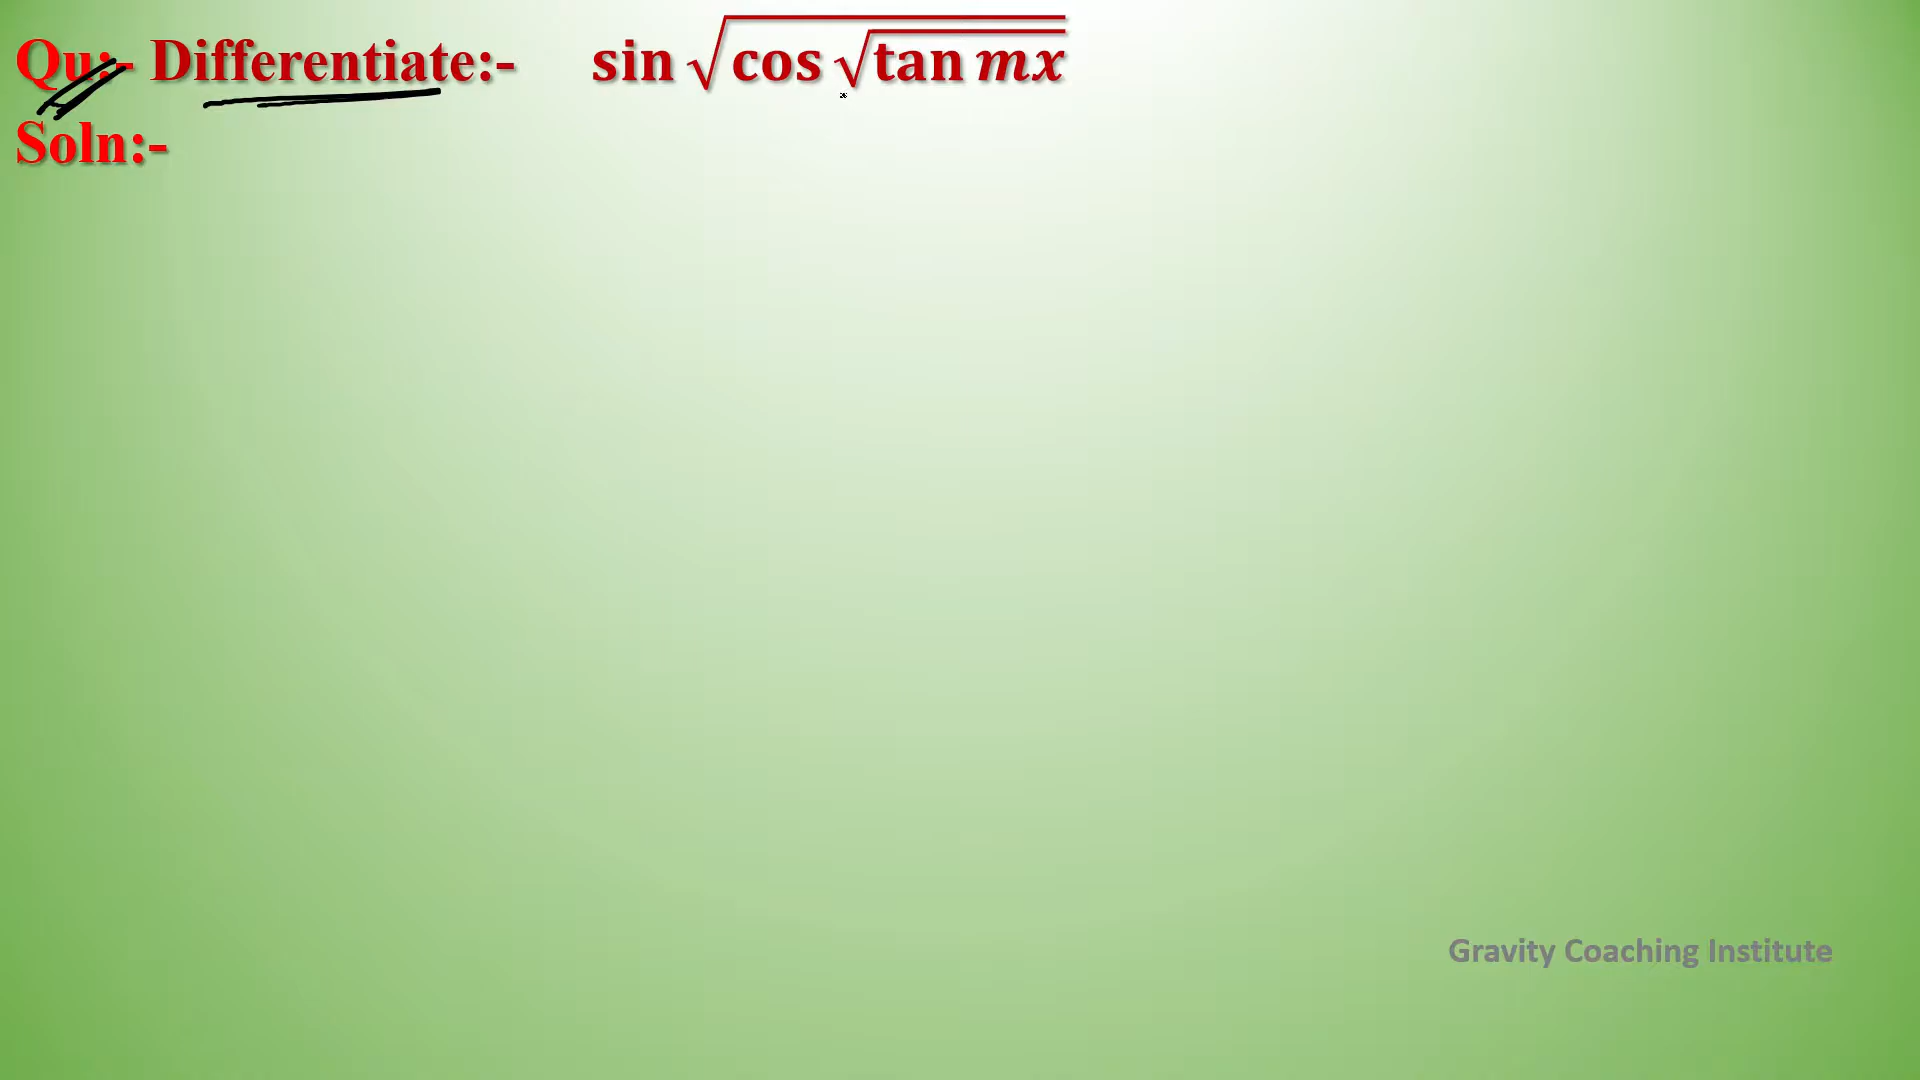 Qu:- Differentiate:- sin √(cos √(tan mx))
Soln:-
Gravity Coaching Institute